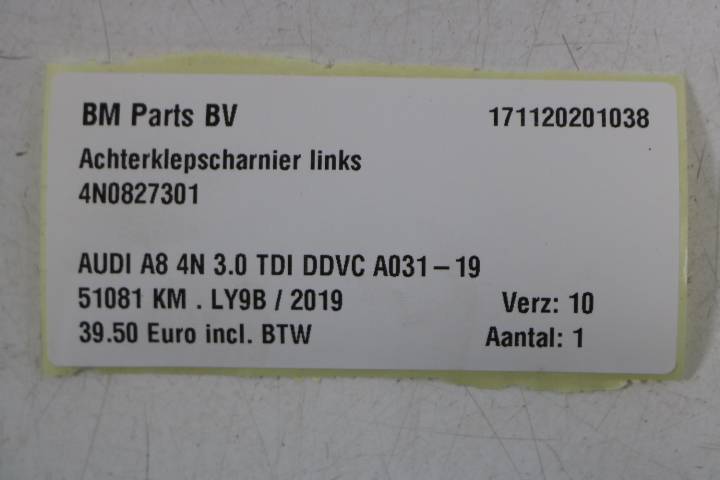 BM Parts BV 171120201038
Achterklepscharnier links
4N0827301
AUDI A8 4N 3.0 TDI DDVC A031-19
51081 KM . LY9B / 2019 Verz: 10
39.50 Euro incl. BTW Aantal: 1